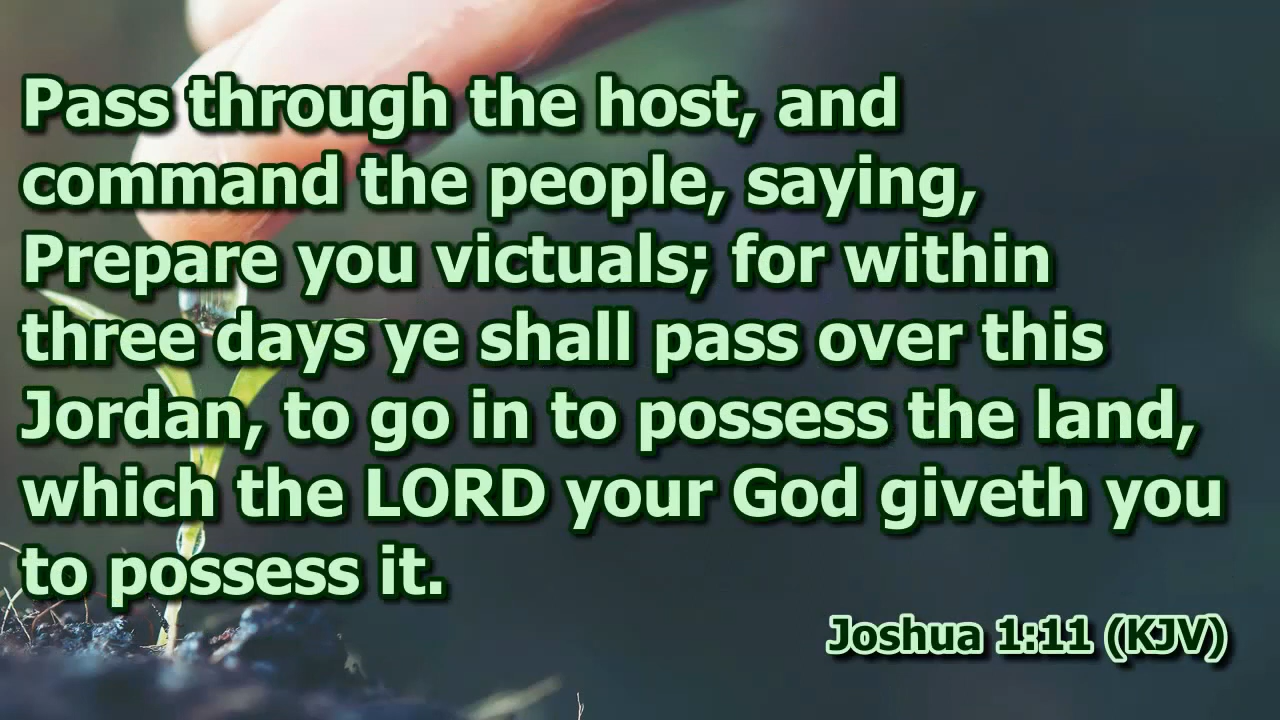 Pass through the host, and
command the people, saying,
Prepare you victuals; for within
three days ye shall pass over this
Jordan, to go in to possess the land,
which the LORD your God giveth you
to possess it.
Joshua 1:11 (KJV)